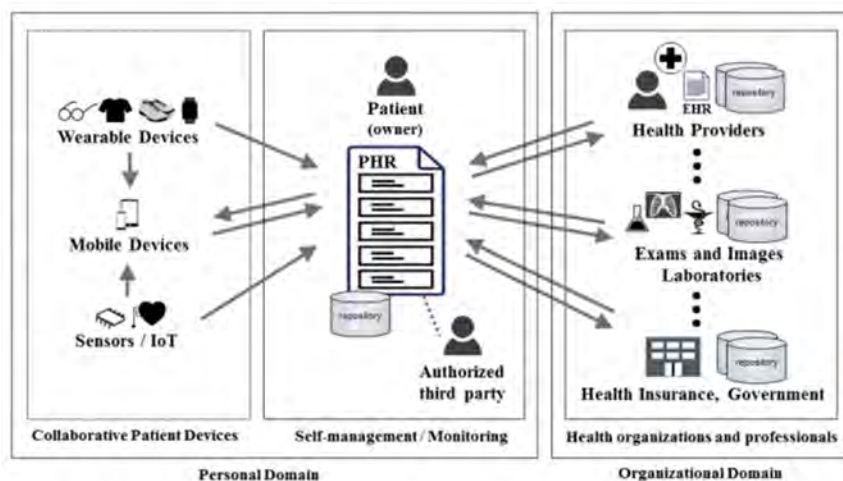 Wearable Devices
Mobile Devices
Sensors / IoT
Collaborative Patient Devices
Patient
(owner)
PHR
repository
Authorized
third party
Self-management / Monitoring
Personal Domain
EHR
repository
Health Providers
repository
Exams and Images
Laboratories
repository
Health Insurance, Government
Health organizations and professionals
Organizational Domain